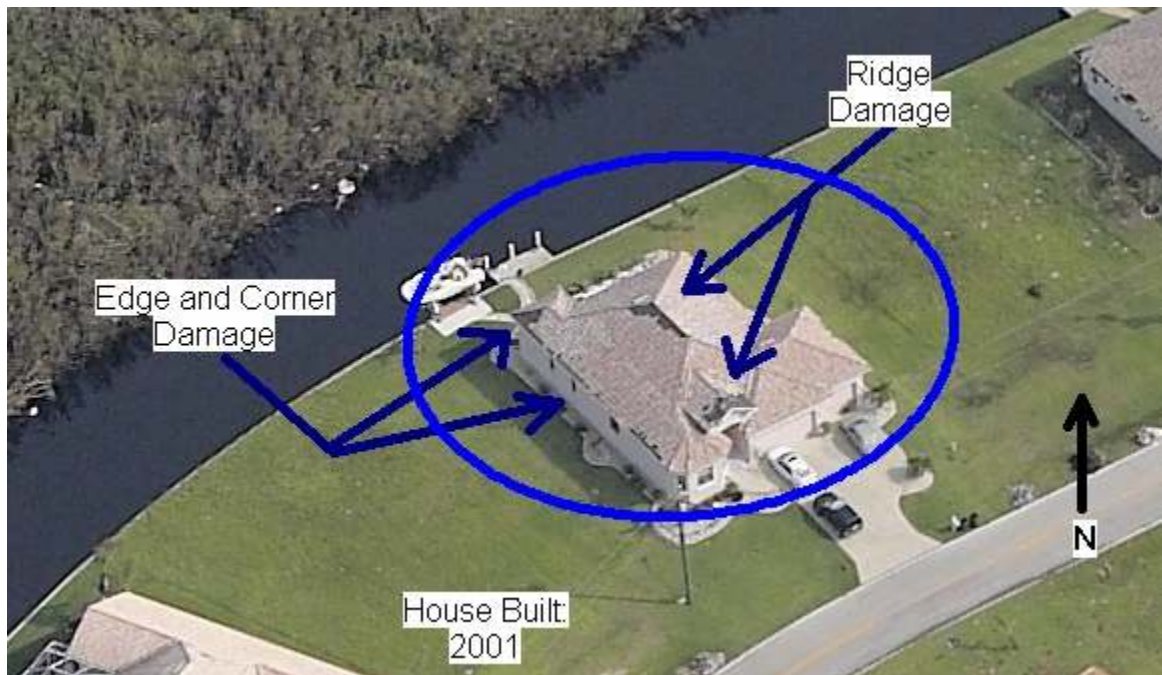 Ridge
Damage
Edge and Corner
Damage
N
House Built:
2001